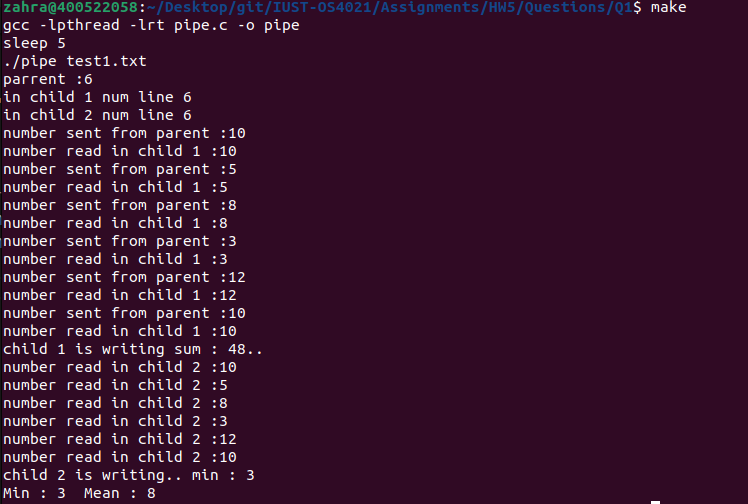 zahra@400522058:~/Desktop/git/IUST-OS4021/Assignments/HW5/Questions/Q1$ make
gcc -lpthread -lrt pipe.c -o pipe
sleep 5
./pipe test1.txt
parrent :6
in child 1 num line 6
in child 2 num line 6
number sent from parent :10
number read in child 1 :10
number sent from parent :5
number read in child 1 :5
number sent from parent :8
number read in child 1 :8
number sent from parent :3
number read in child 1 :3
number sent from parent :12
number read in child 1 :12
number sent from parent :10
number read in child 1 :10
child 1 is writing sum : 48..
number read in child 2 :10
number read in child 2 :5
number read in child 2 :8
number read in child 2 :3
number read in child 2 :12
number read in child 2 :10
child 2 is writing.. min : 3
Min : 3  Mean : 8